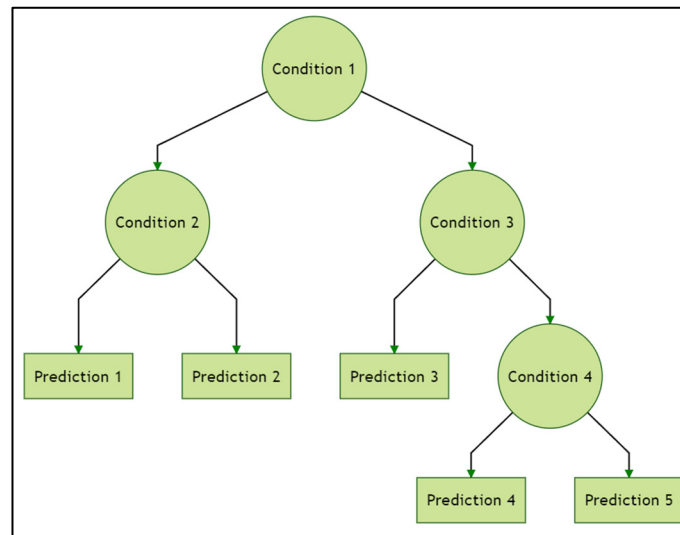 Condition 1
Condition 2
Condition 3
Prediction 1
Prediction 2
Prediction 3
Condition 4
Prediction 4
Prediction 5